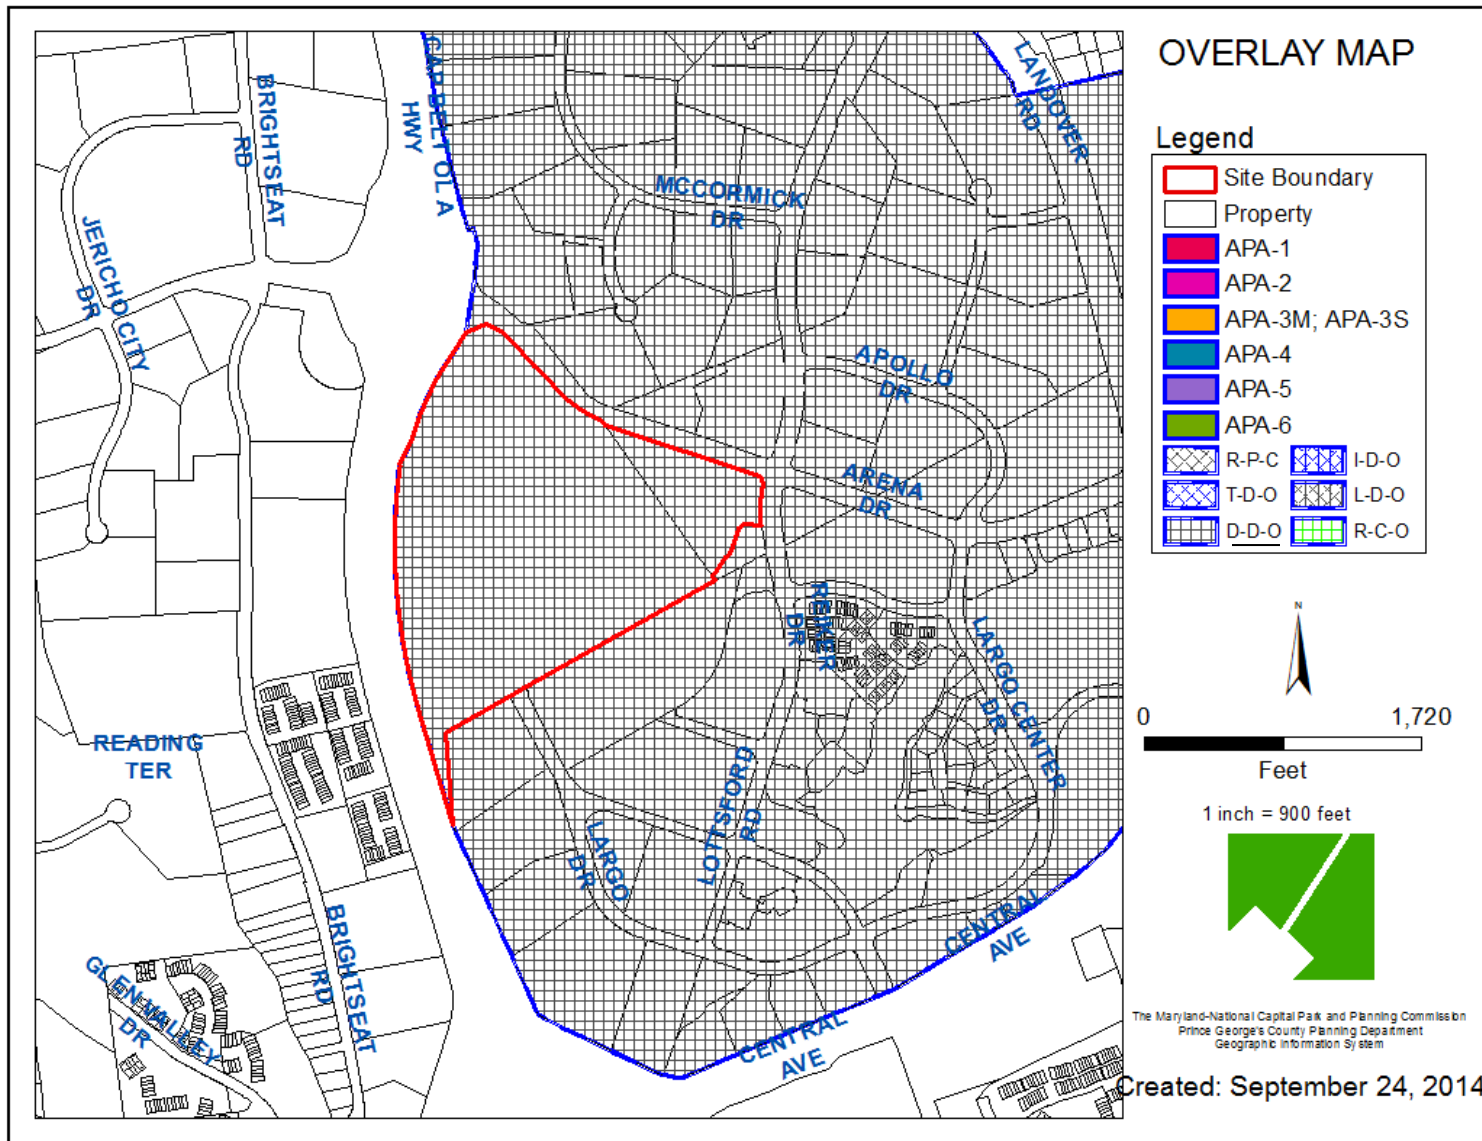 OVERLAY MAP
Legend
Site Boundary
Property
APA-1
APA-2
APA-3M; APA-3S
APA-4
APA-5
APA-6
R-P-C
I-D-O
T-D-O
L-D-O
D-D-O
R-C-O
N
0
1,720
Feet
1 inch = 900 feet
The Maryland-National Capital Park and Planning Commission
Prince George's County Planning Department
Geographic Information System
Created: September 24, 2014
BRIGHTSEAT
RD
CAP BELT OL A
HWY
LANDOVER
RD
MCCORMICK
DR
JERICHO CITY
DR
APOLLO
DR
ARENA
DR
DR
LARGO CENTER
DR
READING
TER
LOTTSFORD
RD
LARGO
DR
CENTRAL
AVE
BRIGHTSEAT
RD
GLEN VALLEY
DR
CENTRAL
AVE